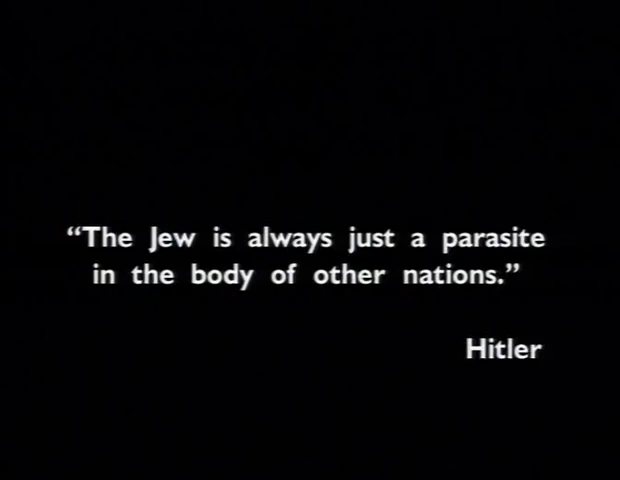 “The Jew is always just a parasite
in the body of other nations.”
Hitler